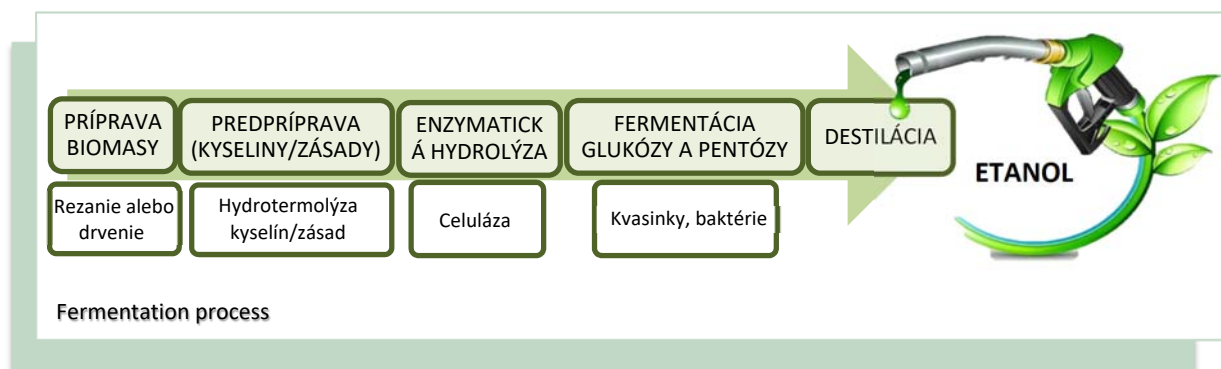 PRÍPRAVA
BIOMASY
PREDPRÍPRAVA
(KYSELINY/ZÁSADY)
ENZYMATICK
Á HYDROLÝZA
FERMENTÁCIA
GLUKÓZY A PENTÓZY
DESTILÁCIA
ETANOL
Rezanie alebo
drvenie
Hydrotermolýza
kyselín/zásad
Celuláza
Kvasinky, baktérie
Fermentation process